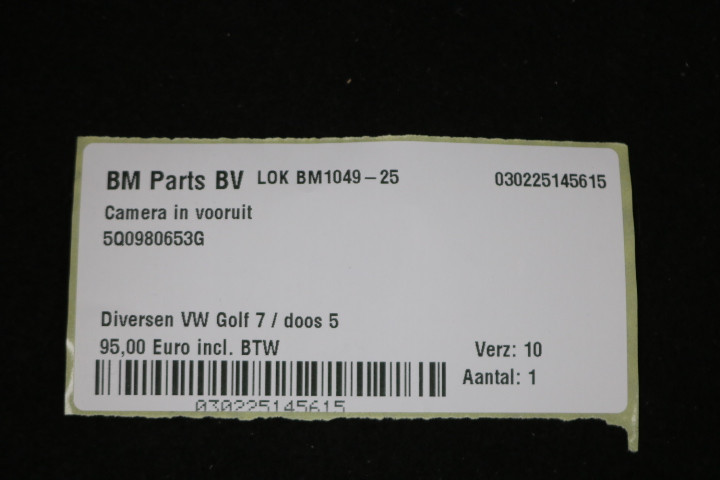 BM Parts BV LOK BM1049-25 030225145615
Camera in vooruit
5Q0980653G
Diversen VW Golf 7 / doos 5
95,00 Euro incl. BTW Verz: 10
Aantal: 1
030225145615